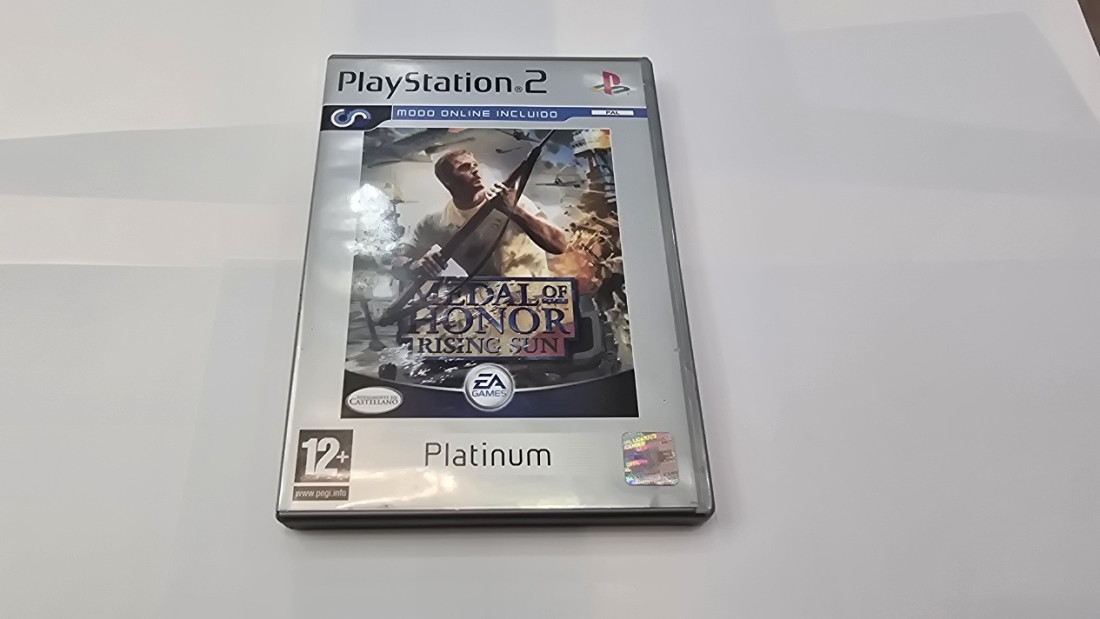 PlayStation®2
MODO ONLINE INCLUIDO
PAL
MEDAL OF
HONOR
RISING SUN
EA
GAMES
CASTELLANO
12+
www.pegi.info
Platinum